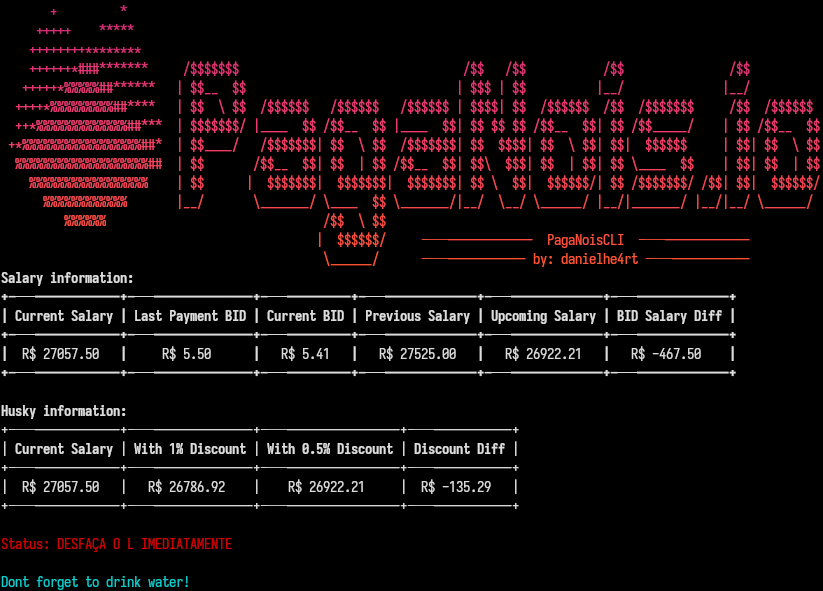 PagaNois.io
PagaNoisCLI
by: danielhe4rt
Salary information:
| Current Salary | Last Payment BID | Current BID | Previous Salary | Upcoming Salary | BID Salary Diff |
| R$ 27057.50 | R$ 5.50 | R$ 5.41 | R$ 27525.00 | R$ 26922.21 | R$ -467.50 |
Husky information:
| Current Salary | With 1% Discount | With 0.5% Discount | Discount Diff |
| R$ 27057.50 | R$ 26786.92 | R$ 26922.21 | R$ -135.29 |
Status: DESFAÇA O L IMEDIATAMENTE
Dont forget to drink water!